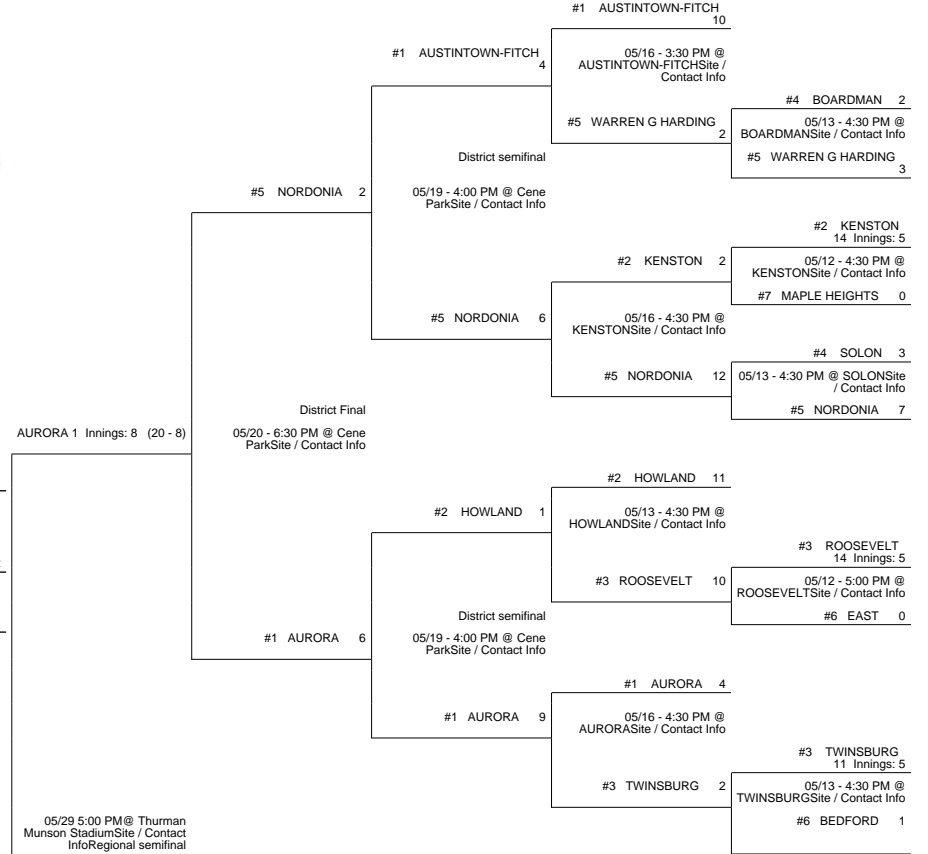 #1 AUSTINTOWN-FITCH
10
#1 AUSTINTOWN-FITCH
4
05/16 - 3:30 PM @
AUSTINTOWN-FITCHSite /
Contact Info
#4 BOARDMAN 2
#5 WARREN G HARDING
2
05/13 - 4:30 PM @
BOARDMANSite / Contact Info
#5 WARREN G HARDING
3
District semifinal
05/19 - 4:00 PM @ Cene
ParkSite / Contact Info
#5 NORDONIA 2
#2 KENSTON
14 Innings: 5
#2 KENSTON 2
05/12 - 4:30 PM @
KENSTONSite / Contact Info
#7 MAPLE HEIGHTS 0
#5 NORDONIA 6
05/16 - 4:30 PM @
KENSTONSite / Contact Info
#4 SOLON 3
#5 NORDONIA 12
05/13 - 4:30 PM @ SOLONSite
/ Contact Info
#5 NORDONIA 7
District Final
05/20 - 6:30 PM @ Cene
ParkSite / Contact Info
AURORA 1 Innings: 8 (20 - 8)
#2 HOWLAND 11
#2 HOWLAND 1
05/13 - 4:30 PM @
HOWLANDSite / Contact Info
#3 ROOSEVELT
14 Innings: 5
#3 ROOSEVELT 10
05/12 - 5:00 PM @
ROOSEVELTSite / Contact Info
#6 EAST 0
District semifinal
05/19 - 4:00 PM @ Cene
ParkSite / Contact Info
#1 AURORA 6
#1 AURORA 4
#1 AURORA 9
05/16 - 4:30 PM @
AURORASite / Contact Info
#3 TWINSBURG
11 Innings: 5
#3 TWINSBURG 2
05/13 - 4:30 PM @
TWINSBURGSite / Contact Info
#6 BEDFORD 1
05/29 5:00 PM@ Thurman
Munson StadiumSite / Contact
InfoRegional semifinal